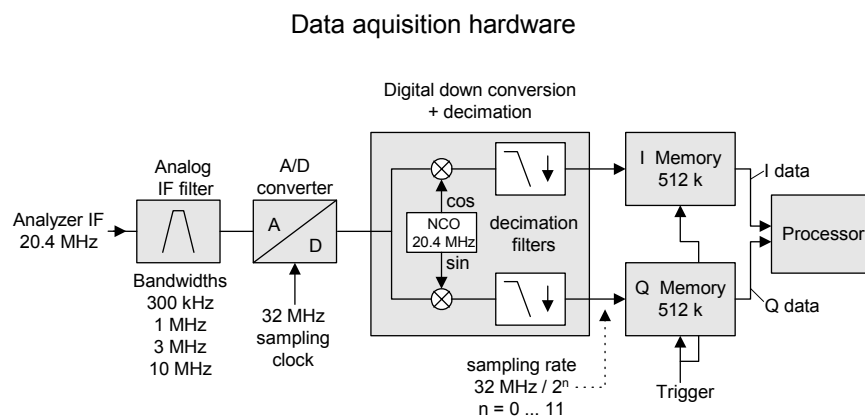 Data aquisition hardware
Digital down conversion
+ decimation
Analog
IF filter
A/D
converter
Analyzer IF
20.4 MHz
Bandwidths
300 kHz
1 MHz
3 MHz
10 MHz
A
D
32 MHz
sampling
clock
cos
NCO
20.4 MHz
sin
decimation
filters
sampling rate
32 MHz / 2ⁿ
n = 0 ... 11
I Memory
512 k
Q Memory
512 k
Trigger
I data
Processor
Q data